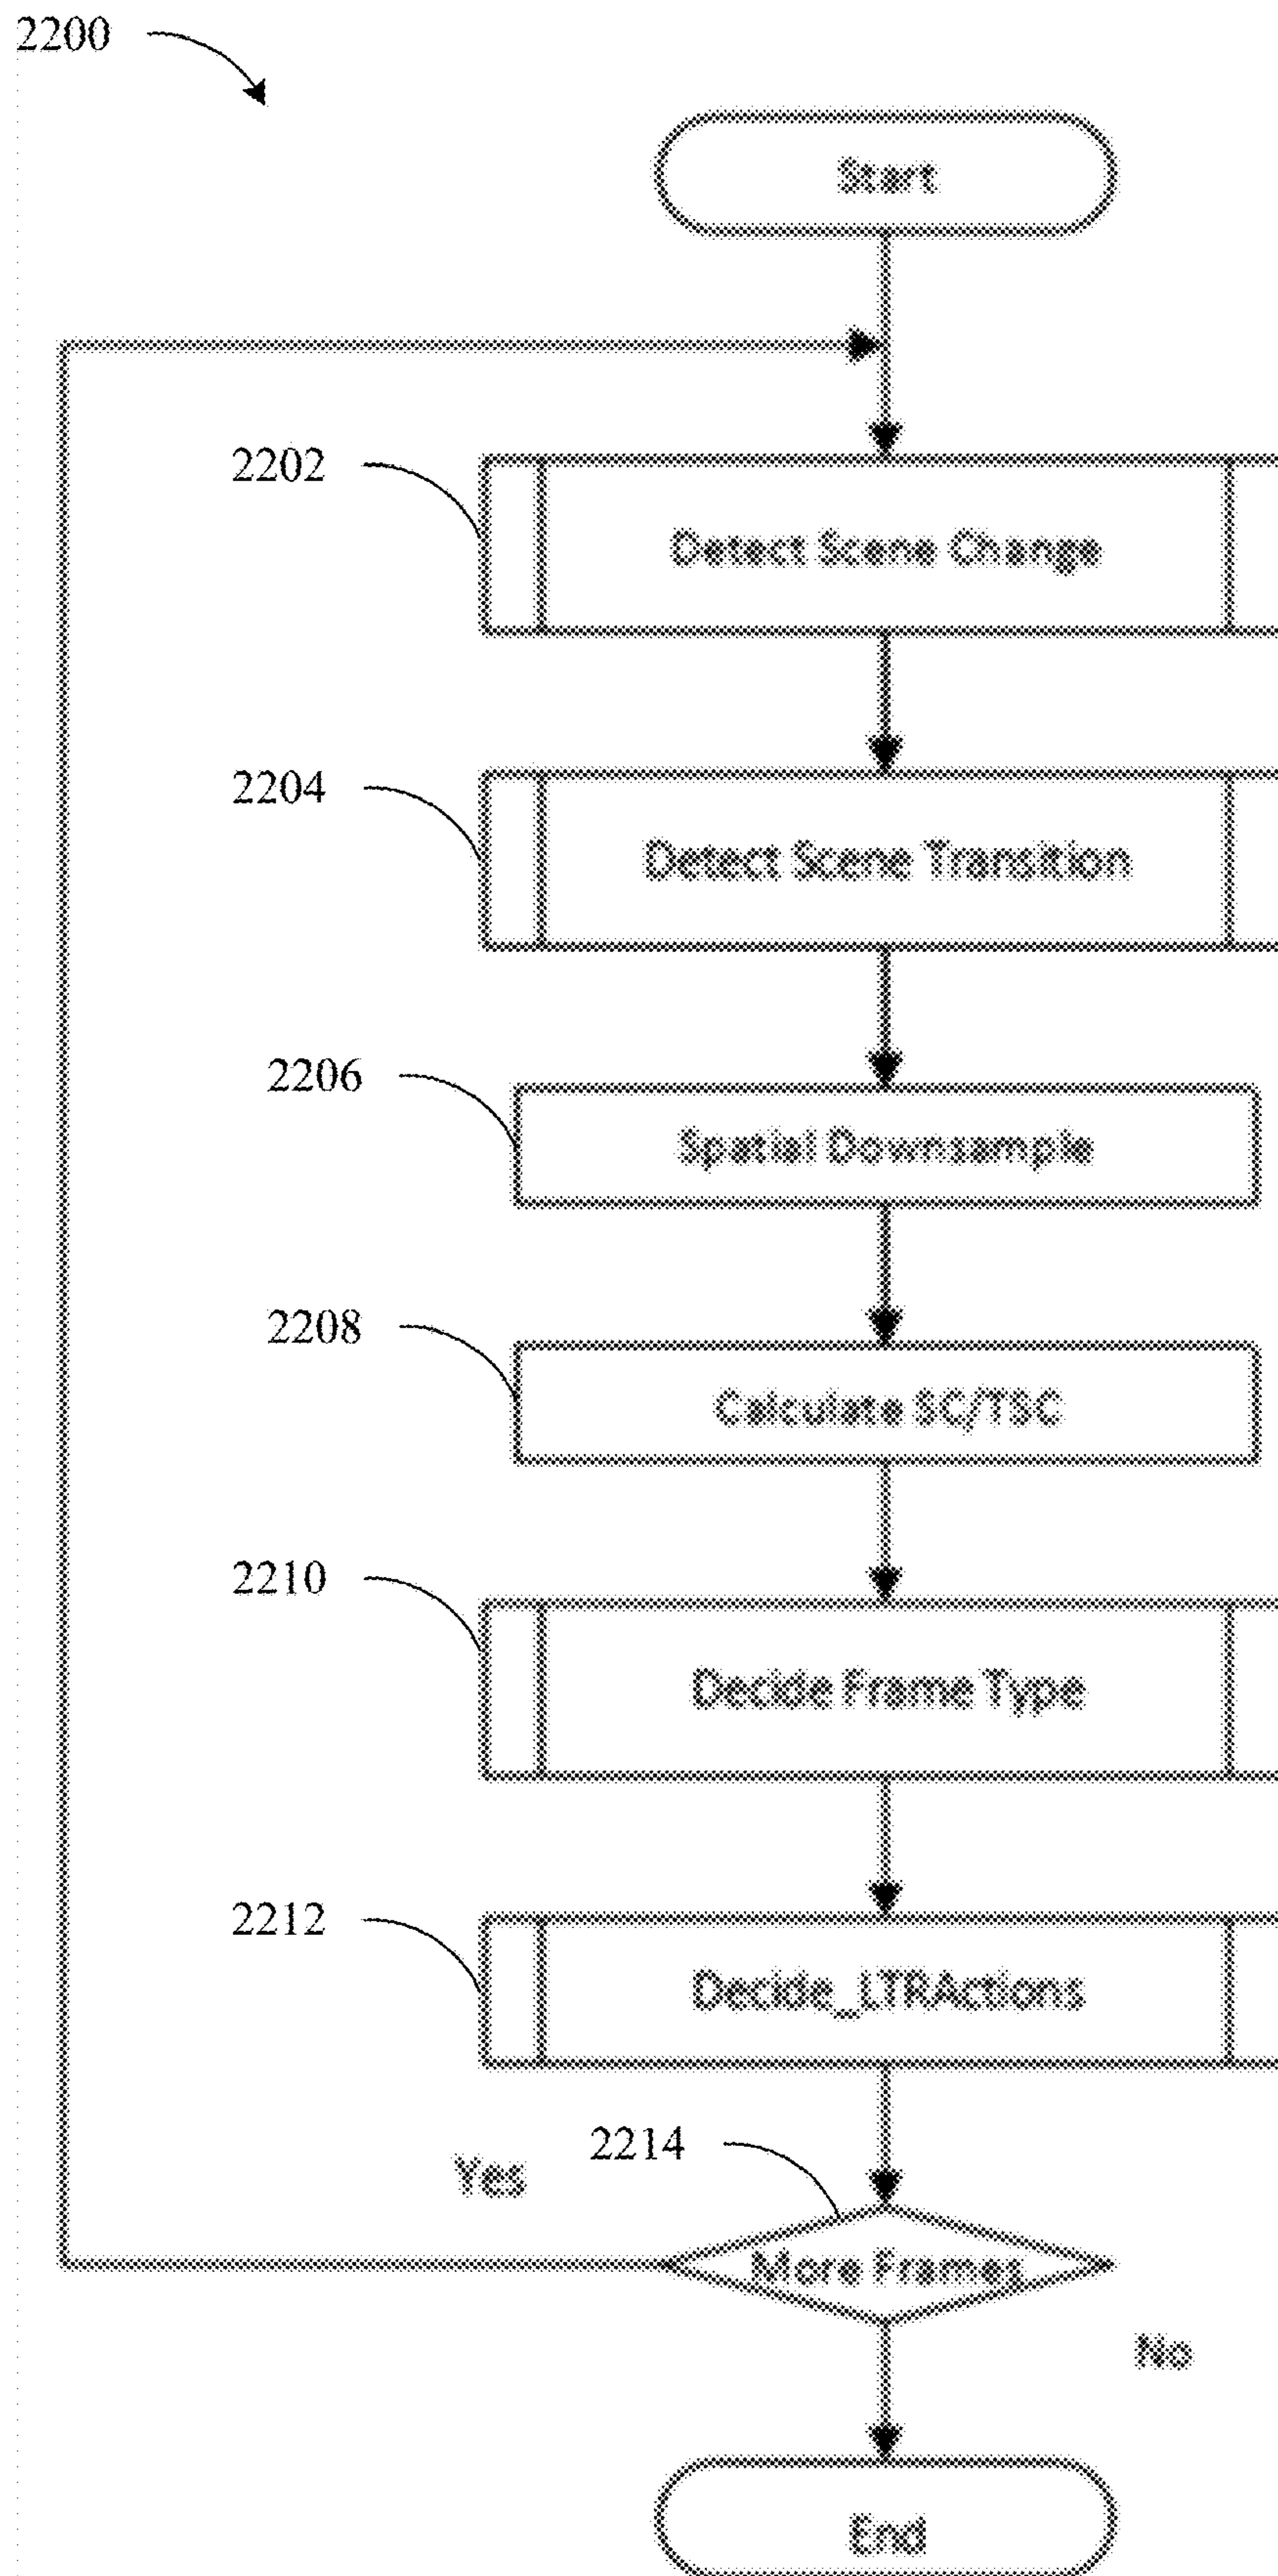 2200
Start
2202
Detect Scene Change
2204
Detect Scene Transition
2206
Spatial Downsample
2208
Calculate SC/TSC
2210
Decide Frame Type
2212
Decide_LTRActions
2214
Yes
More Frames
No
End